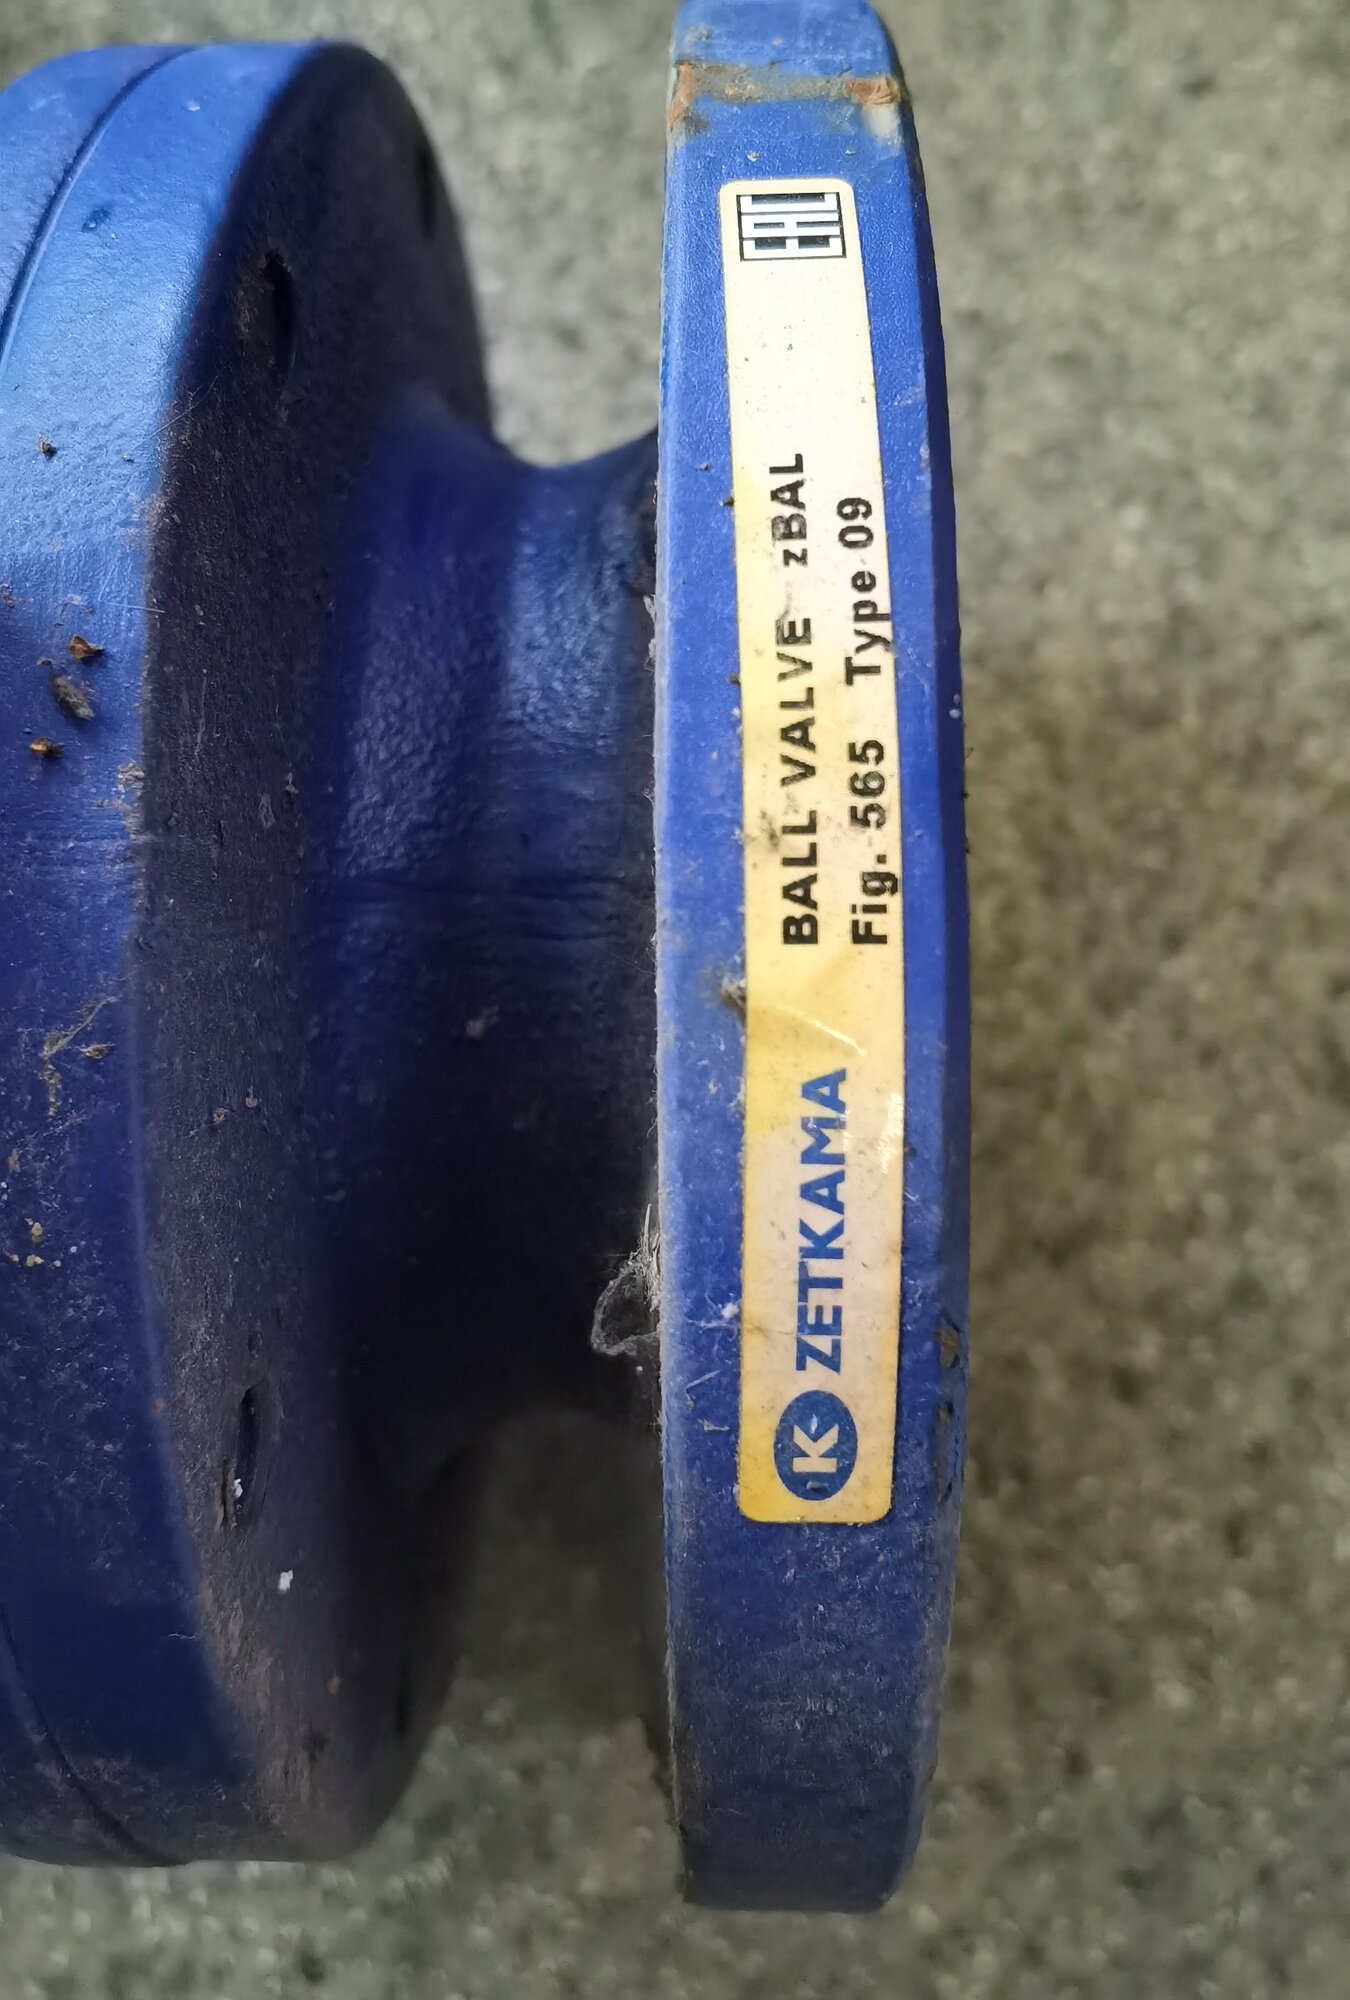 K ZETKAMA
BALL VALVE zBAL
Fig. 565 Type 09
EAC